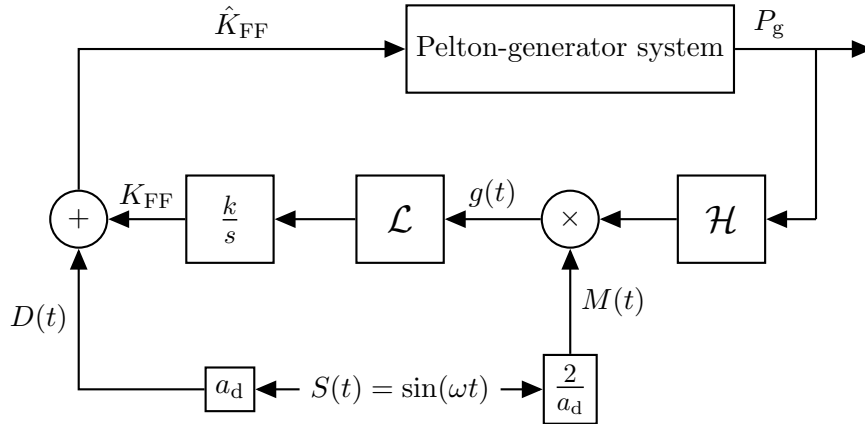 K̂_FF
Pelton-generator system
P_g
+
K_FF
k/s
ℒ
g(t)
×
ℋ
D(t)
M(t)
a_d
S(t) = sin(ωt)
2/a_d